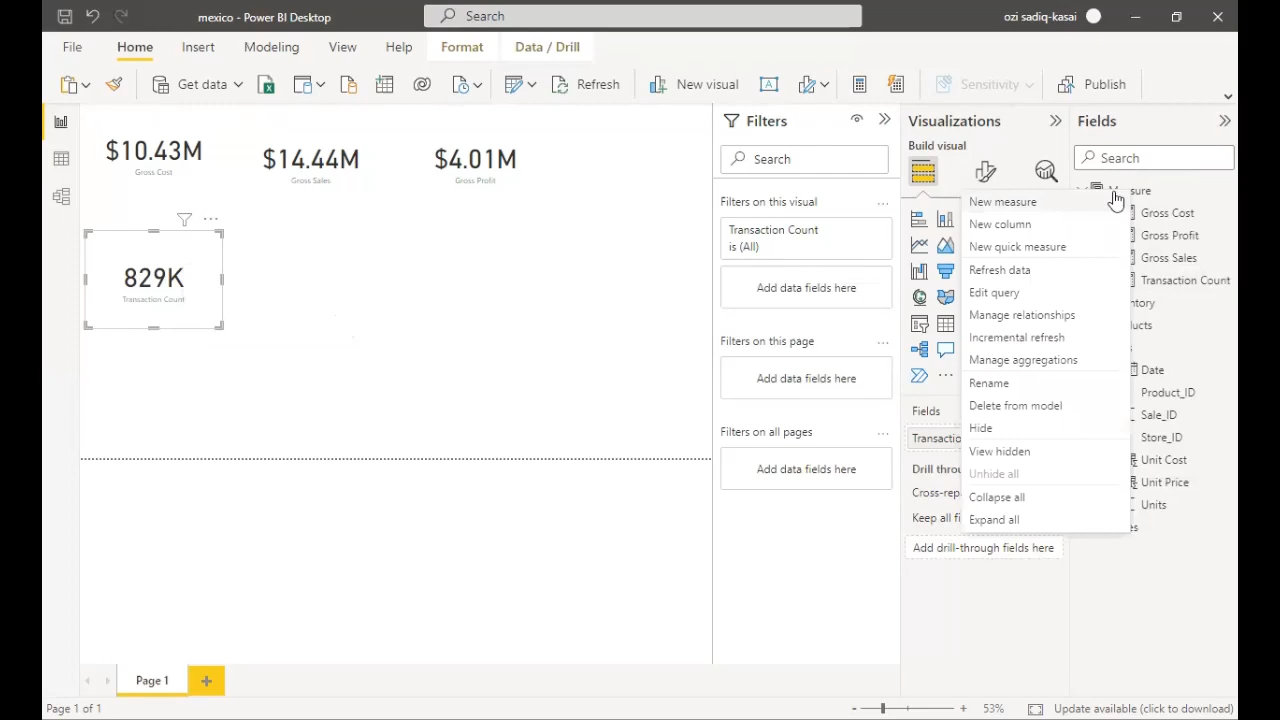 mexico - Power BI Desktop
Search
ozi sadiq-kasai
File
Home
Insert
Modeling
View
Help
Format
Data / Drill
Get data
Refresh
New visual
Sensitivity
Publish
$10.43M
Gross Cost
$14.44M
Gross Sales
$4.01M
Gross Profit
829K
Transaction Count
Filters
Search
Filters on this visual
Transaction Count
is (All)
Add data fields here
Filters on this page
Add data fields here
Filters on all pages
Add data fields here
Visualizations
Build visual
Fields
Drill
Cross-rep
Keep all fi
Add drill-through fields here
New measure
New column
New quick measure
Refresh data
Edit query
Manage relationships
Incremental refresh
Manage aggregations
Rename
Delete from model
Hide
View hidden
Unhide all
Collapse all
Expand all
Fields
Search
Gross Cost
Gross Profit
Gross Sales
Transaction Count
Date
Product_ID
Sale_ID
Store_ID
Unit Cost
Unit Price
Units
Page 1
Page 1 of 1
53%
Update available (click to download)